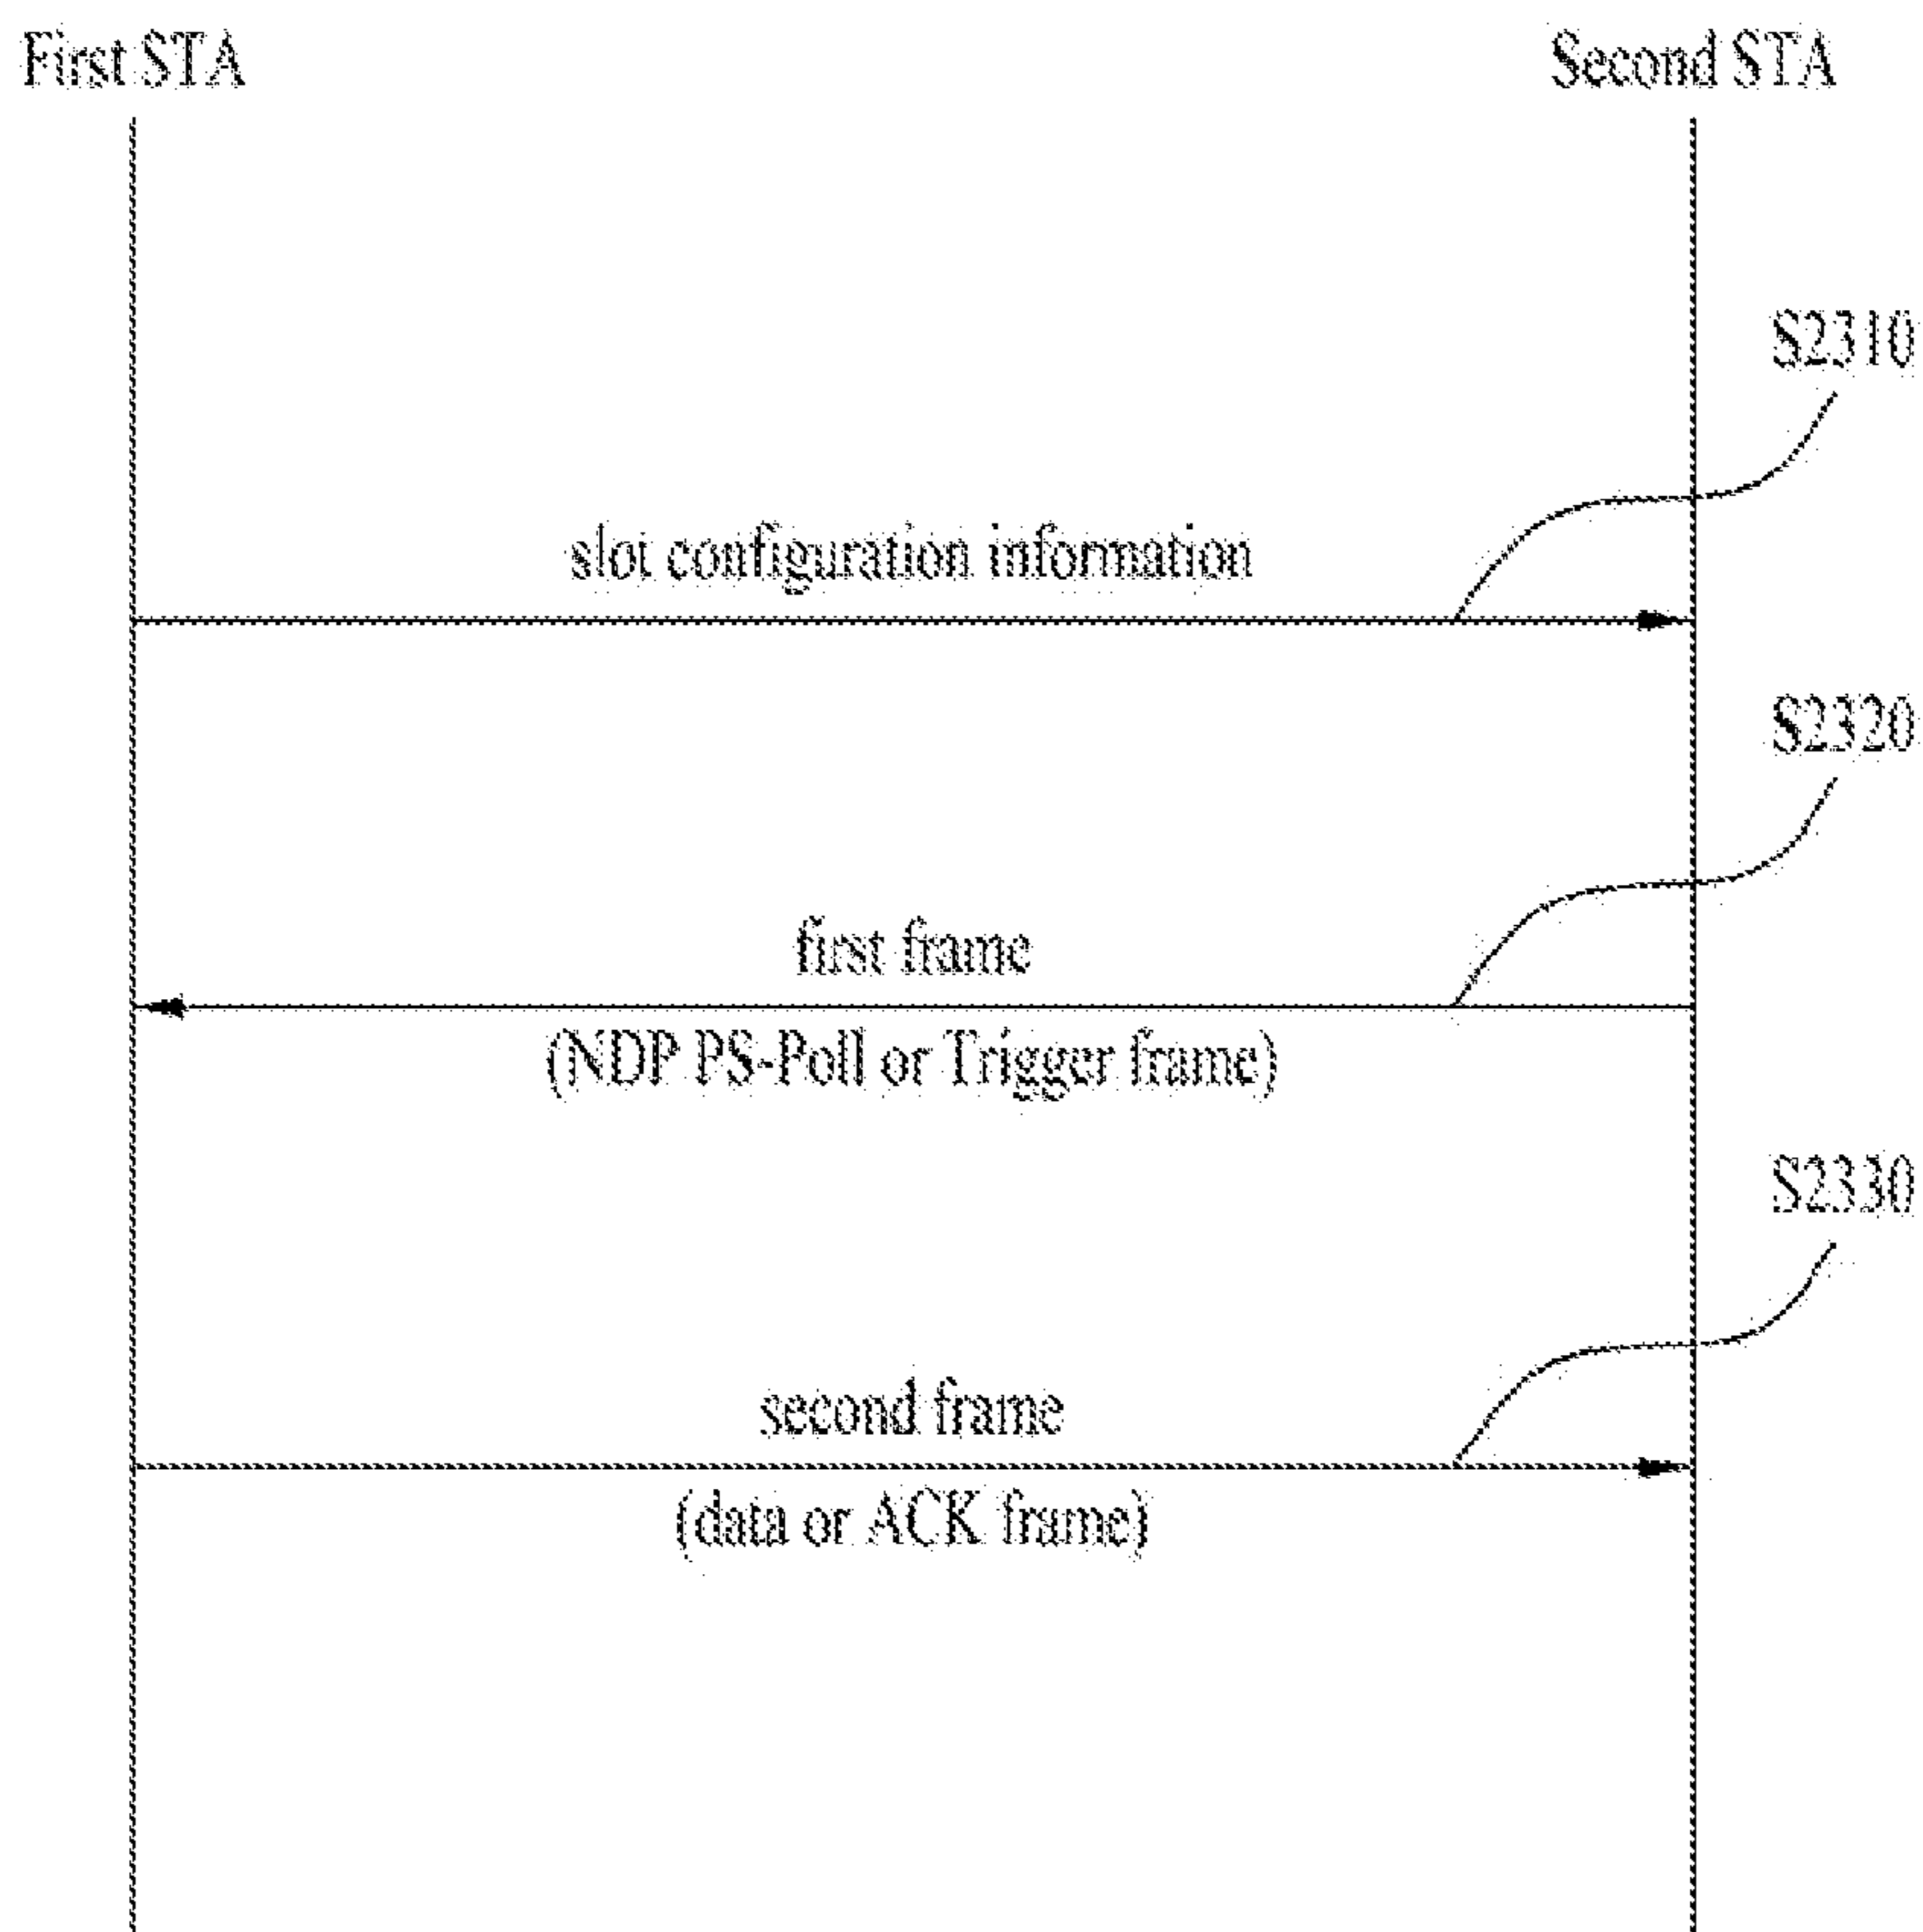 First STA
Second STA
S2310
slot configuration information
S2320
first frame
(NDP PS-Poll or Trigger frame)
S2330
second frame
(data or ACK frame)